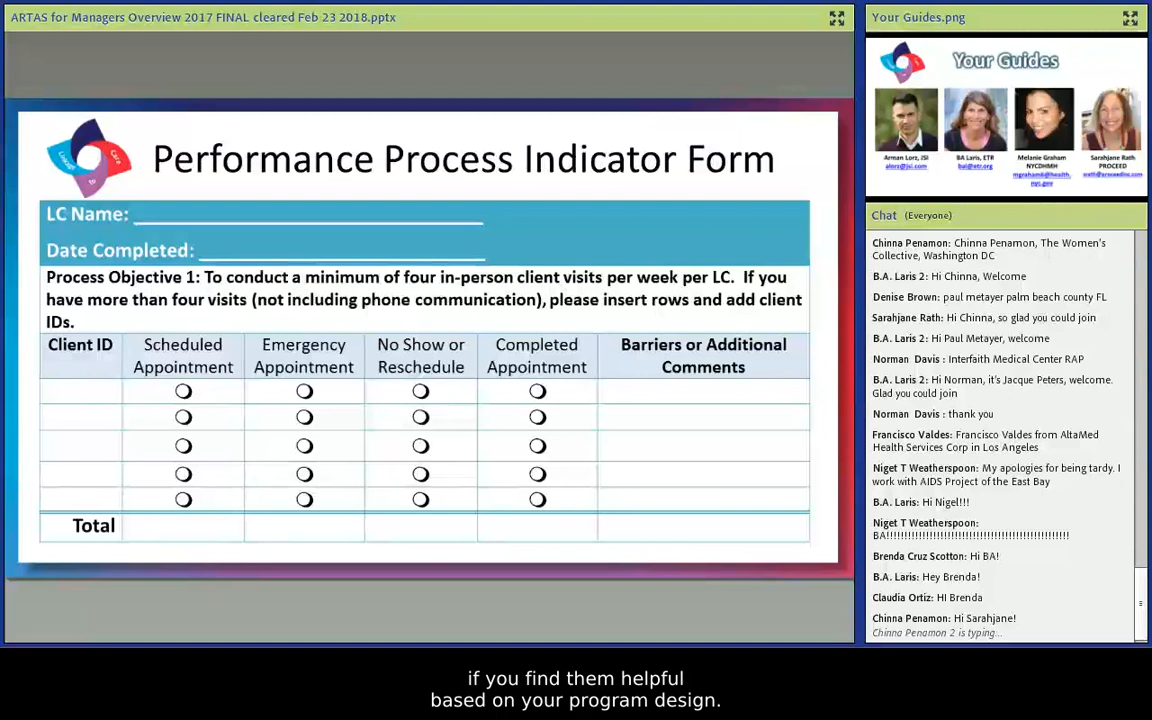 ARTAS for Managers Overview 2017 FINAL cleared Feb 23 2018.pptx
Performance Process Indicator Form
LC Name: ____________________
Date Completed: ____________________
Process Objective 1: To conduct a minimum of four in-person client visits per week per LC. If you
have more than four visits (not including phone communication), please insert rows and add client
IDs.
Client ID
Scheduled
Appointment
Emergency
Appointment
No Show or
Reschedule
Completed
Appointment
Barriers or Additional
Comments
Total
Your Guides.png
Your Guides
Arman Lorz, JSI
alorz@jsi.com
BA Laris, ETR
bal@etr.org
Melanie Graham
NYCDHMH
mgraham6@health.
nyc.gov
Sarahjane Rath
PROCEED
Chat (Everyone)
Chinna Penamon: Chinna Penamon, The Women's
Collective, Washington DC
B.A. Laris 2: Hi Chinna, Welcome
Denise Brown: paul metayer palm beach county FL
Sarahjane Rath: Hi Chinna, so glad you could join
B.A. Laris 2: Hi Paul Metayer, welcome
Norman Davis : Interfaith Medical Center RAP
B.A. Laris 2: Hi Norman, it's Jacque Peters, welcome.
Glad you could join
Norman Davis : thank you
Francisco Valdes: Francisco Valdes from AltaMed
Health Services Corp in Los Angeles
Niget T Weatherspoon: My apologies for being tardy. I
work with AIDS Project of the East Bay
B.A. Laris: Hi Nigel!!!
Niget T Weatherspoon:
BA!!!!!!!!!!!!!!!!!!!!!!!!!!!!!!!!!!!!!!!!!!!!!!!!!!!
Brenda Cruz Scotton: Hi BA!
B.A. Laris: Hey Brenda!
Claudia Ortiz: HI Brenda
Chinna Penamon: Hi Sarahjane!
Chinna Penamon 2 is typing...
if you find them helpful
based on your program design.